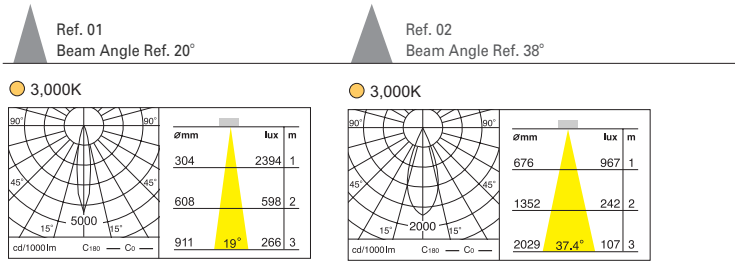 Ref. 01
Beam Angle Ref. 20°
3,000K
90° 90°
45° 45°
15° 5000 15°
cd/1000lm C180 — C0 —
ømm lux m
304 2394 1
608 598 2
911 19° 266 3
Ref. 02
Beam Angle Ref. 38°
3,000K
90° 90°
45° 45°
15° 2000 15°
cd/1000lm C180 — C0 —
ømm lux m
676 967 1
1352 242 2
2029 37.4° 107 3